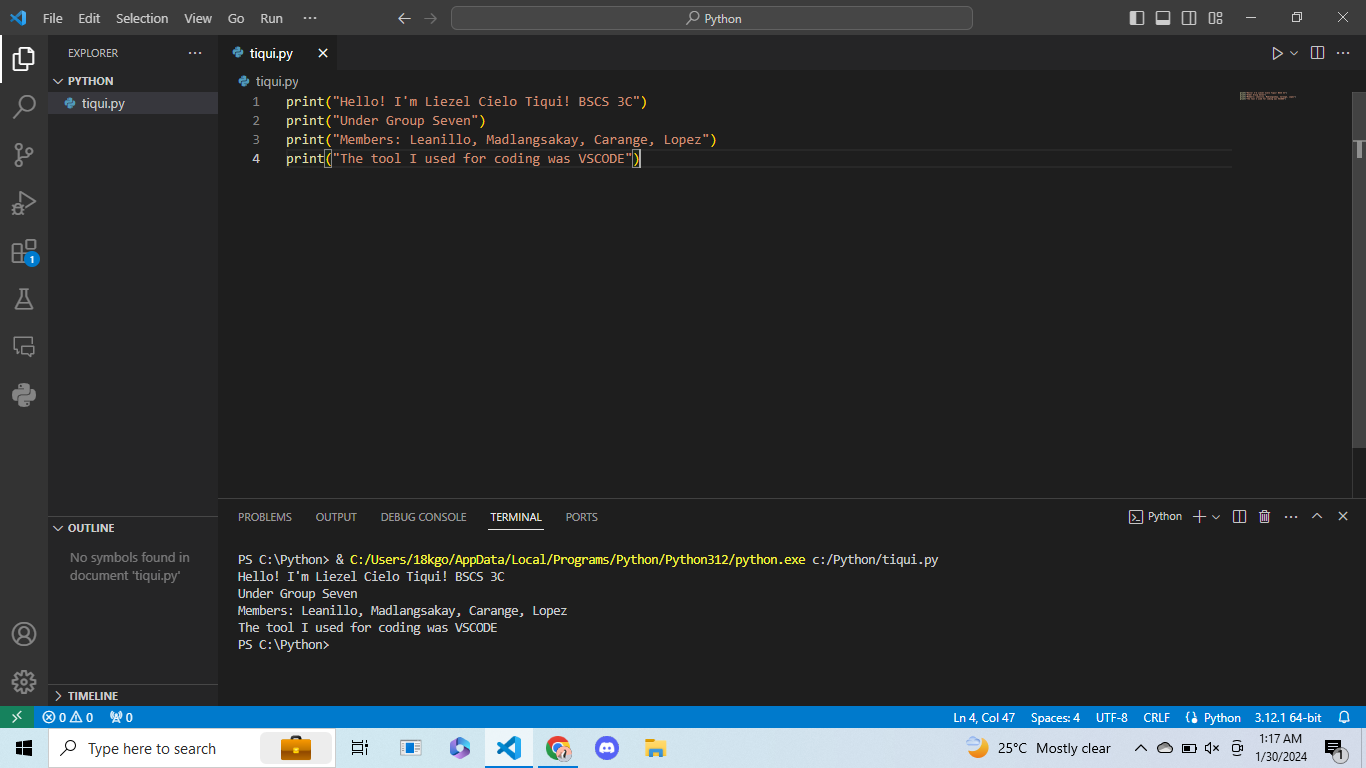 File Edit Selection View Go Run ···
Python
EXPLORER ···
PYTHON
tiqui.py
tiqui.py
tiqui.py
1 print("Hello! I'm Liezel Cielo Tiqui! BSCS 3C")
2 print("Under Group Seven")
3 print("Members: Leanillo, Madlangsakay, Carange, Lopez")
4 print("The tool I used for coding was VSCODE")
1
OUTLINE
No symbols found in
document 'tiqui.py'
TIMELINE
PROBLEMS OUTPUT DEBUG CONSOLE TERMINAL PORTS
Python
PS C:\Python> & C:/Users/18kgo/AppData/Local/Programs/Python/Python312/python.exe c:/Python/tiqui.py
Hello! I'm Liezel Cielo Tiqui! BSCS 3C
Under Group Seven
Members: Leanillo, Madlangsakay, Carange, Lopez
The tool I used for coding was VSCODE
PS C:\Python>
0 0 0
Ln 4, Col 47 Spaces: 4 UTF-8 CRLF Python 3.12.1 64-bit
Type here to search
25°C Mostly clear
1:17 AM
1/30/2024
1